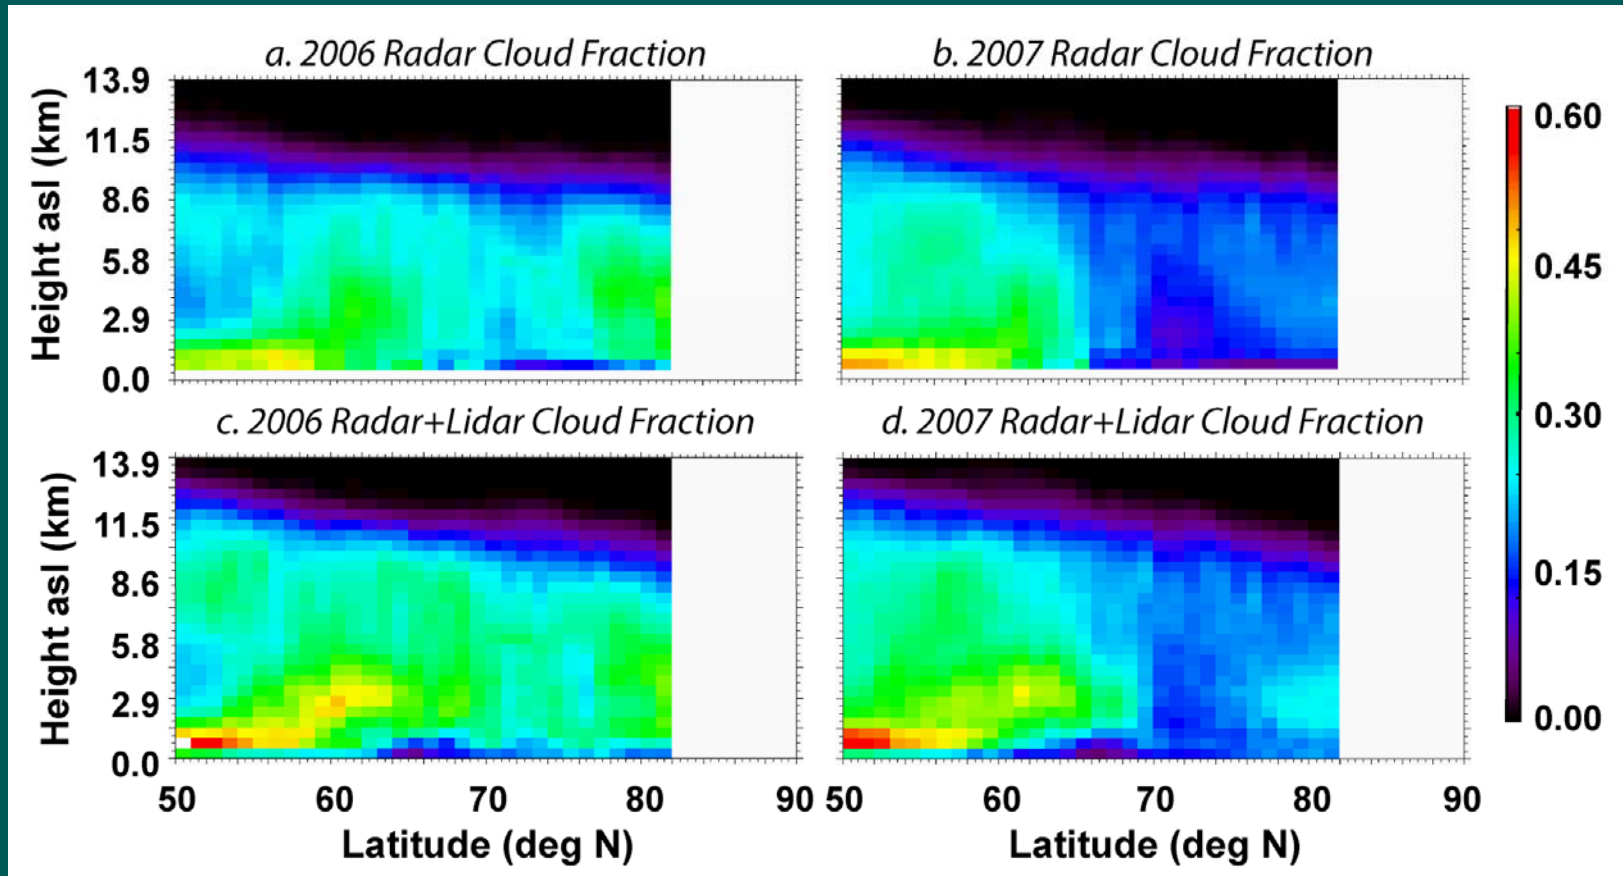 a. 2006 Radar Cloud Fraction
b. 2007 Radar Cloud Fraction
13.9
11.5
8.6
5.8
2.9
0.0
Height asl (km)
0.60
0.45
0.30
0.15
0.00
c. 2006 Radar+Lidar Cloud Fraction
d. 2007 Radar+Lidar Cloud Fraction
13.9
11.5
8.6
5.8
2.9
0.0
Height asl (km)
50 60 70 80 90
50 60 70 80 90
Latitude (deg N)
Latitude (deg N)